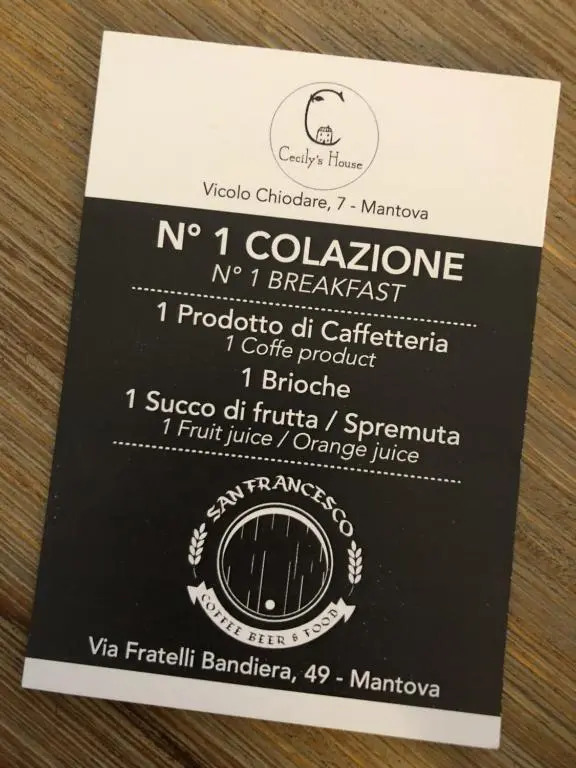 Cecily's House
Vicolo Chiodare, 7 - Mantova
N° 1 COLAZIONE
N° 1 BREAKFAST
1 Prodotto di Caffetteria
1 Coffe product
1 Brioche
1 Succo di frutta / Spremuta
1 Fruit juice / Orange juice
SAN FRANCESCO
COFFEE BEER & FOOD
Via Fratelli Bandiera, 49 - Mantova